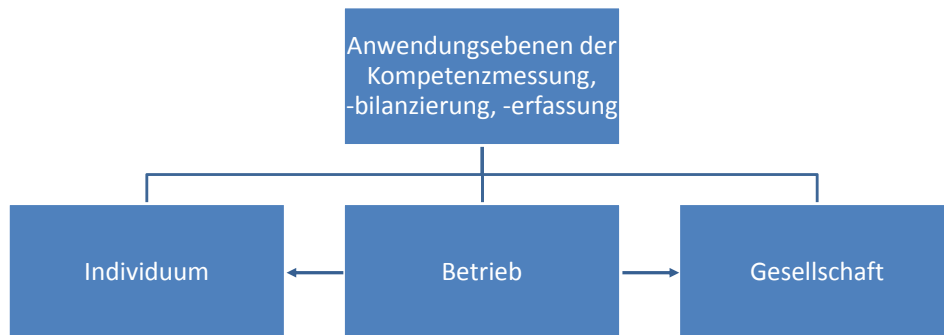 Anwendungsebenen der
Kompetenzmessung,
-bilanzierung, -erfassung
Individuum
Betrieb
Gesellschaft